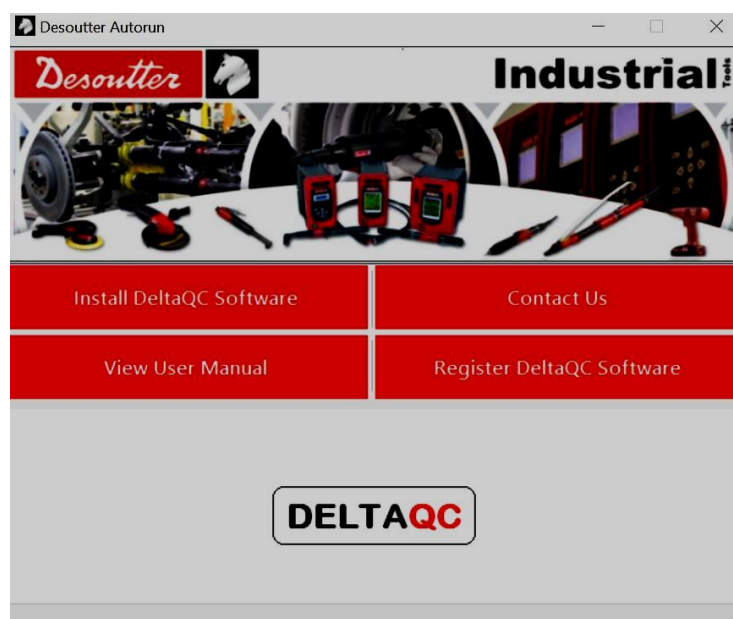 Desoutter Autorun
Desoutter
Industrial Tools
Install DeltaQC Software
Contact Us
View User Manual
Register DeltaQC Software
DELTAQC